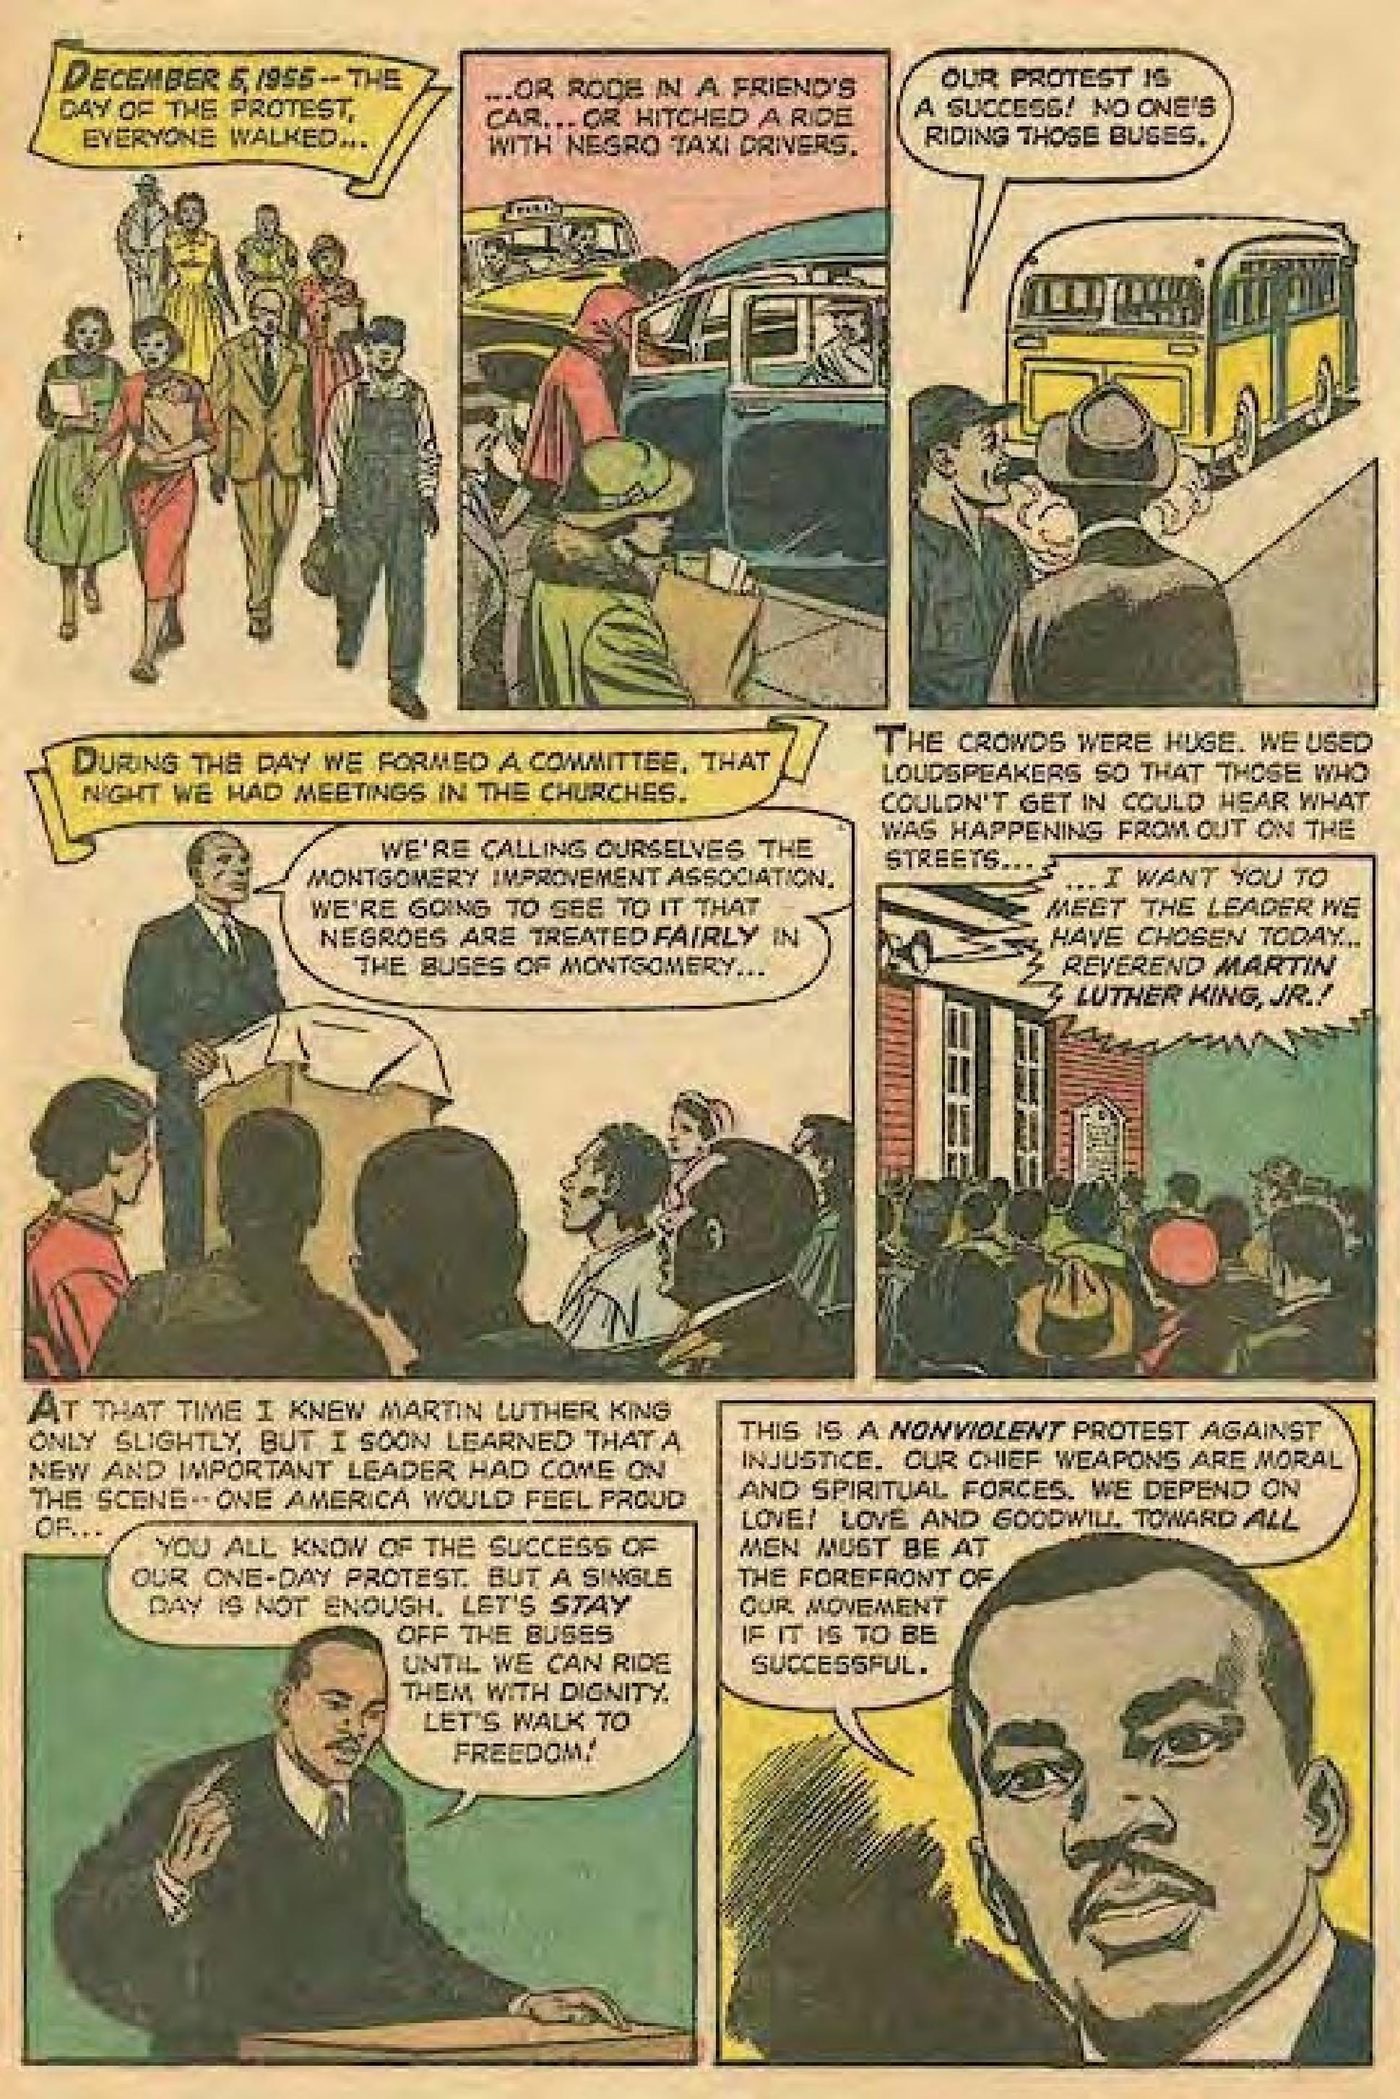 DECEMBER 5, 1955-- THE
DAY OF THE PROTEST,
EVERYONE WALKED...
...OR RODE IN A FRIEND'S
CAR...OR HITCHED A RIDE
WITH NEGRO TAXI DRIVERS.
TAXI
OUR PROTEST IS
A SUCCESS! NO ONE'S
RIDING THOSE BUSES.
DURING THE DAY WE FORMED A COMMITTEE. THAT
NIGHT WE HAD MEETINGS IN THE CHURCHES.
WE'RE CALLING OURSELVES THE
MONTGOMERY IMPROVEMENT ASSOCIATION.
WE'RE GOING TO SEE TO IT THAT
NEGROES ARE TREATED FAIRLY IN
THE BUSES OF MONTGOMERY...
THE CROWDS WERE HUGE. WE USED
LOUDSPEAKERS SO THAT THOSE WHO
COULDN'T GET IN COULD HEAR WHAT
WAS HAPPENING FROM OUT ON THE
STREETS...
...I WANT YOU TO
MEET THE LEADER WE
HAVE CHOSEN TODAY...
REVEREND MARTIN
LUTHER KING, JR.!
AT THAT TIME I KNEW MARTIN LUTHER KING
ONLY SLIGHTLY, BUT I SOON LEARNED THAT A
NEW AND IMPORTANT LEADER HAD COME ON
THE SCENE--ONE AMERICA WOULD FEEL PROUD
OF...
YOU ALL KNOW OF THE SUCCESS OF
OUR ONE-DAY PROTEST. BUT A SINGLE
DAY IS NOT ENOUGH. LET'S STAY
OFF THE BUSES
UNTIL WE CAN RIDE
THEM WITH DIGNITY.
LET'S WALK TO
FREEDOM!
THIS IS A NONVIOLENT PROTEST AGAINST
INJUSTICE. OUR CHIEF WEAPONS ARE MORAL
AND SPIRITUAL FORCES. WE DEPEND ON
LOVE! LOVE AND GOODWILL TOWARD ALL
MEN MUST BE AT
THE FOREFRONT OF
OUR MOVEMENT
IF IT IS TO BE
SUCCESSFUL.